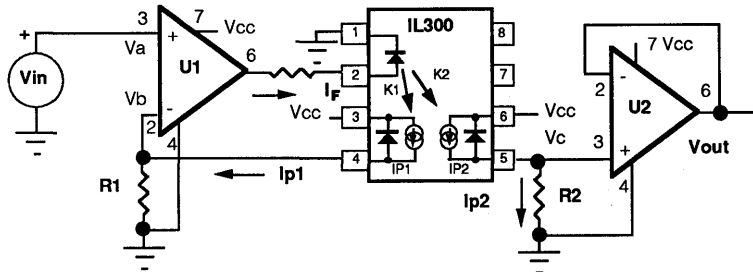 +
Vin
3
Va
+
7
Vcc
U1
6
Vb
-
2
4
R1
IF
Ip1
IL300
1
2
3
4
8
7
6
5
K1
K2
Vcc
IP1
IP2
Vcc
Vc
Ip2
R2
-
2
7 Vcc
U2
6
3
+
4
Vout